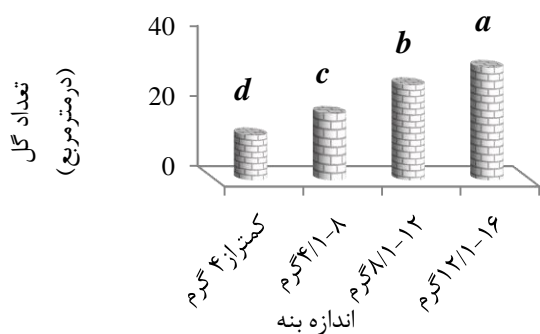 تعداد گل
(درمترمربع)
40
20
0
d
c
b
a
کمتراز۴ گرم
۴/۱-۸گرم
۸/۱-۱۲گرم
۱۲/۱-۱۶گرم
اندازه بنه